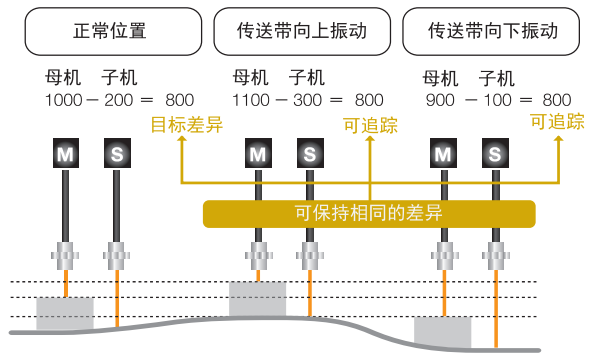 正常位置
传送带向上振动
传送带向下振动
母机 子机
1000 – 200 = 800
母机 子机
1100 – 300 = 800
母机 子机
900 – 100 = 800
目标差异
可追踪
可追踪
M S
M S
M S
可保持相同的差异